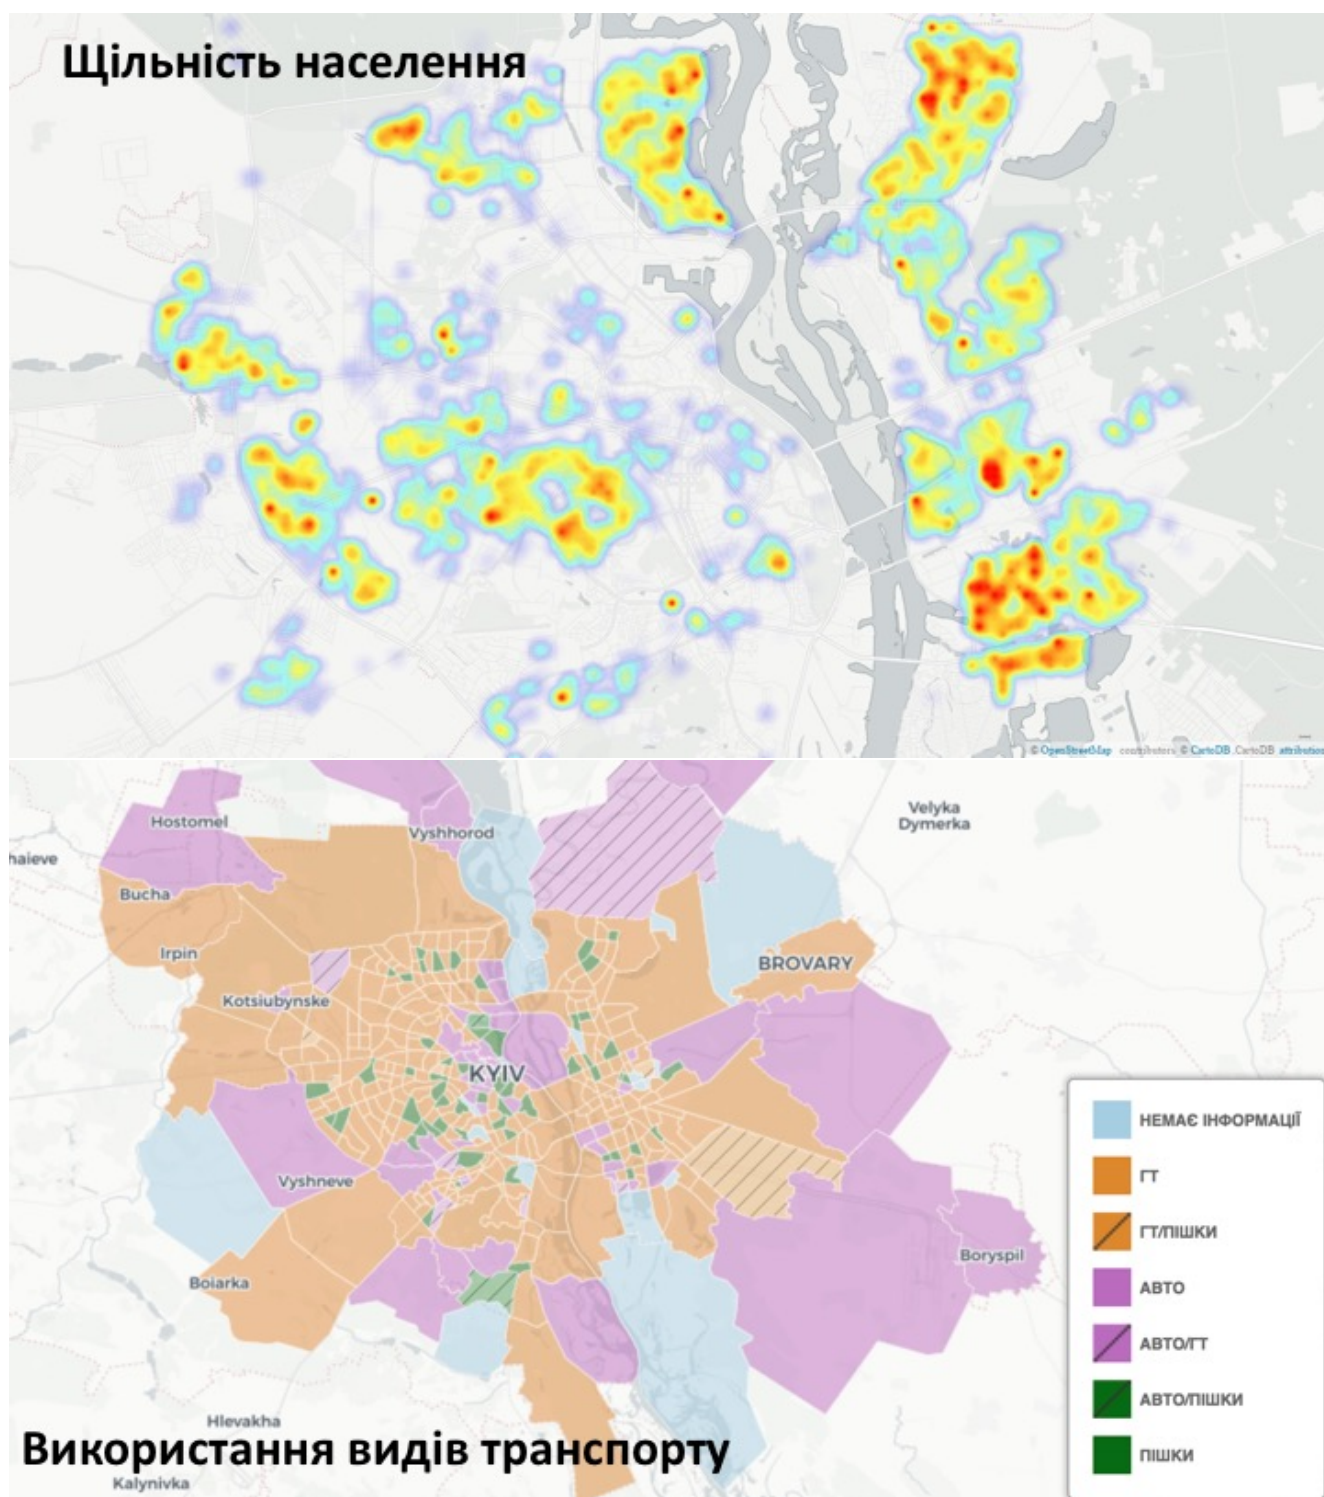 Щільність населення
© OpenStreetMap contributors © CartoDB, CartoDB attribution
Hostomel
Vyshhorod
Velyka
Dymerka
haieve
Bucha
Irpin
BROVARY
Kotsiubynske
KYIV
НЕМАЄ ІНФОРМАЦІЇ
ГТ
Vyshneve
ГТ/ПІШКИ
Boryspil
Boiarka
АВТО
АВТО/ГТ
АВТО/ПІШКИ
Hlevakha
Використання видів транспорту
ПІШКИ
Kalynivka